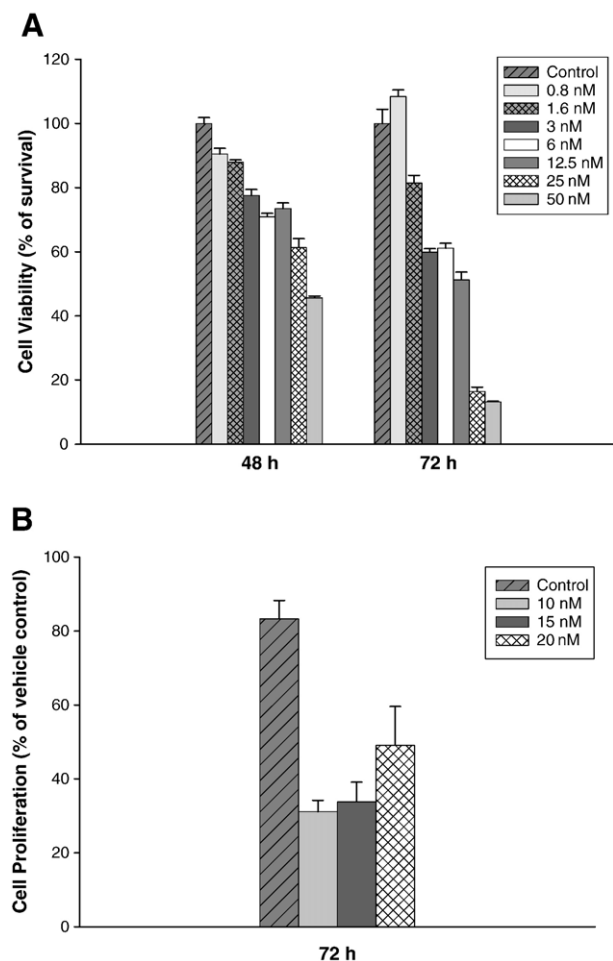 A
Cell Viability (% of survival)
120
100
80
60
40
20
0
48 h
72 h
Control
0.8 nM
1.6 nM
3 nM
6 nM
12.5 nM
25 nM
50 nM
B
Cell Proliferation (% of vehicle control)
100
80
60
40
20
0
72 h
Control
10 nM
15 nM
20 nM